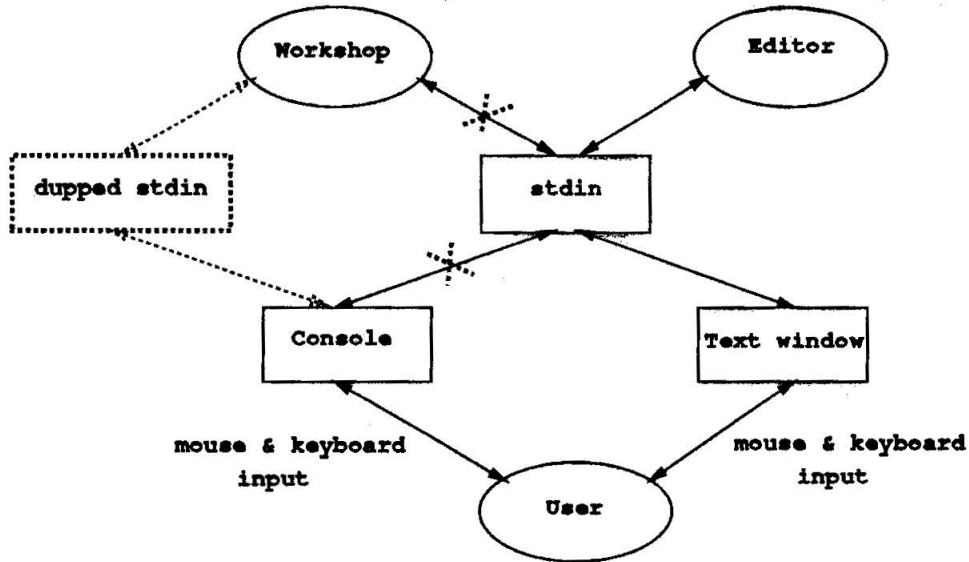 Workshop
Editor
dupped stdin
stdin
Console
Text window
mouse & keyboard
input
mouse & keyboard
input
User